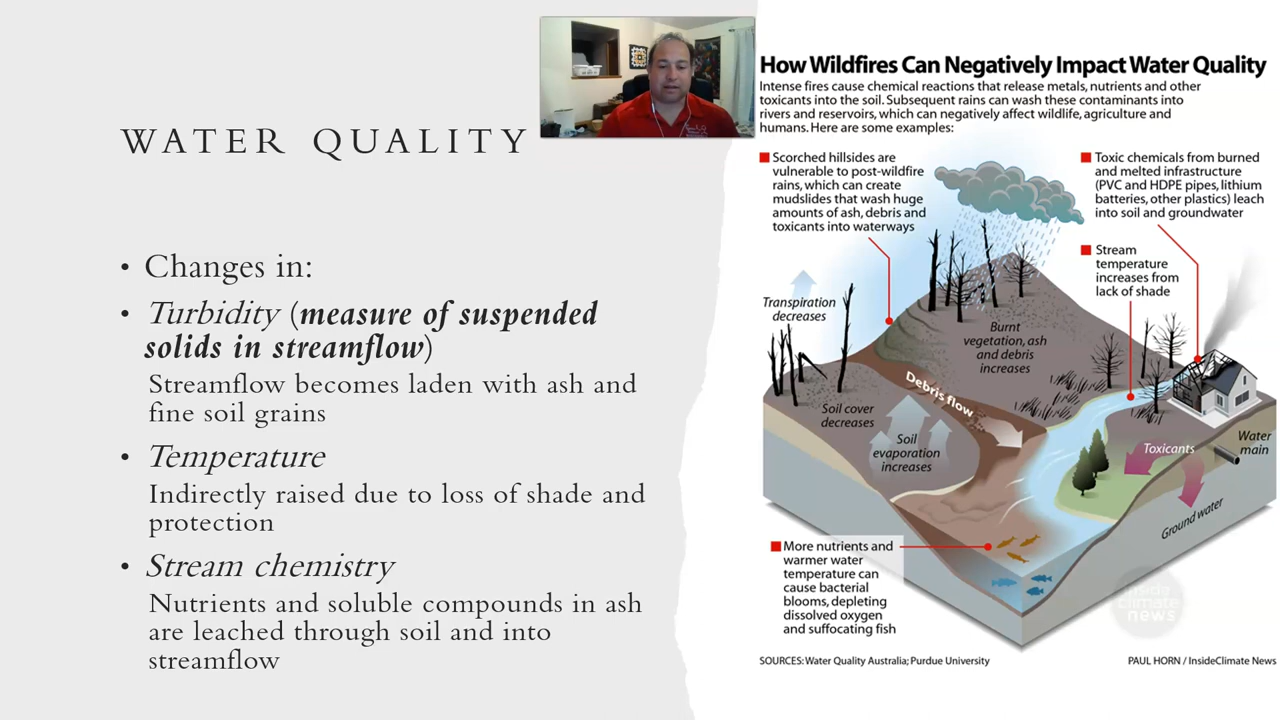 WATER QUALITY
• Changes in:
• Turbidity (measure of suspended
solids in streamflow)
Streamflow becomes laden with ash and
fine soil grains
• Temperature
Indirectly raised due to loss of shade and
protection
• Stream chemistry
Nutrients and soluble compounds in ash
are leached through soil and into
streamflow
How Wildfires Can Negatively Impact Water Quality
Intense fires cause chemical reactions that release metals, nutrients and other
toxicants into the soil. Subsequent rains can wash these contaminants into
rivers and reservoirs, which can negatively affect wildlife, agriculture and
humans. Here are some examples:
Scorched hillsides are
vulnerable to post-wildfire
rains, which can create
mudslides that wash huge
amounts of ash, debris and
toxicants into waterways
Toxic chemicals from burned
and melted infrastructure
(PVC and HDPE pipes, lithium
batteries, other plastics) leach
into soil and groundwater
Stream
temperature
increases from
lack of shade
Transpiration
decreases
Burnt
vegetation, ash
and debris
increases
Debris flow
Soil cover
decreases
Soil
evaporation
increases
Toxicants
Water
main
Ground water
More nutrients and
warmer water
temperature can
cause bacterial
blooms, depleting
dissolved oxygen
and suffocating fish
inside
climate
news
SOURCES: Water Quality Australia; Purdue University
PAUL HORN / InsideClimate News